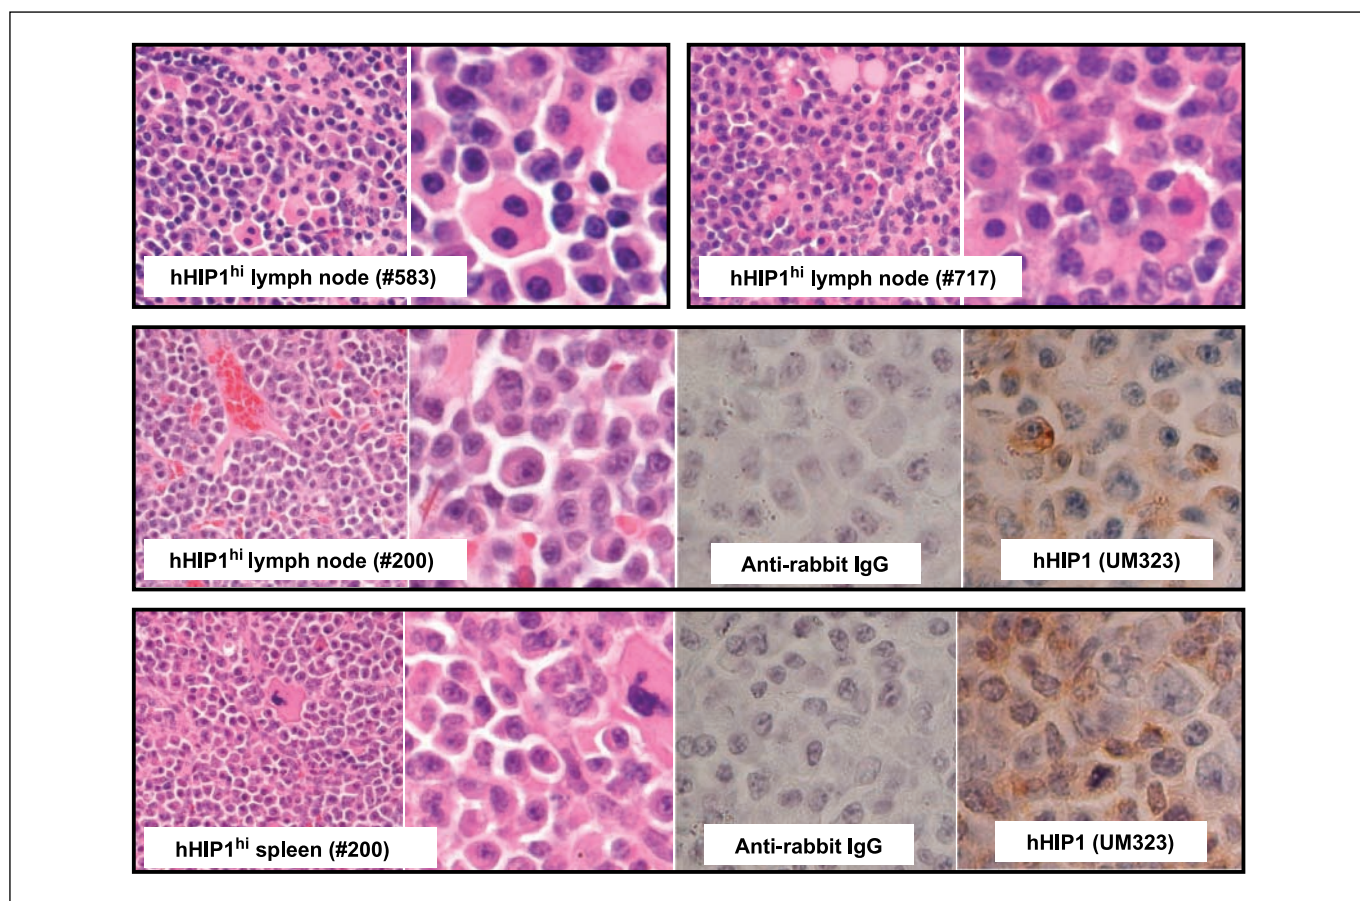 hHIP1hi lymph node (#583)
hHIP1hi lymph node (#717)
hHIP1hi lymph node (#200)
Anti-rabbit IgG
hHIP1 (UM323)
hHIP1hi spleen (#200)
Anti-rabbit IgG
hHIP1 (UM323)